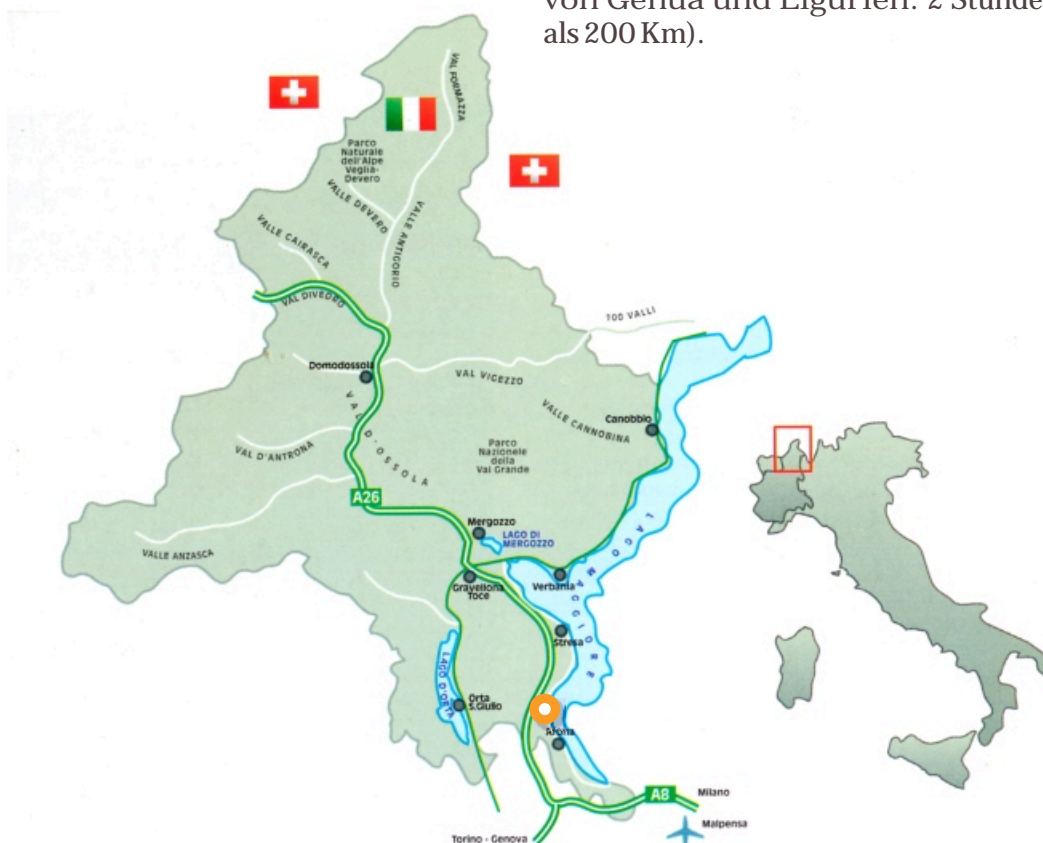 von Genua und Ligurien: 2 Stunde
als 200 Km).
VAL FORMAZZA
Parco
Naturale
dell'Alpe
Veglia-
Devero
VALLE DEVERO
VALLE ANTIGORIO
VALLE CAIRASCA
VAL DIVEDRO
100 VALLI
Domodossola
VAL VIGEZZO
VALLE CANNOBINA
Canobbio
VAL D'OSSOLA
VAL D'ANTRONA
Parco
Nazionale
della
Val Grande
A26
Mergozzo
LAGO DI
MERGOZZO
LAGO MAGGIORE
VALLE ANZASCA
Gravellona
Toce
Verbania
Stresa
LAGO D'ORTA
Orta
S.Giulio
Arona
A8
Milano
Malpensa
Torino - Genova